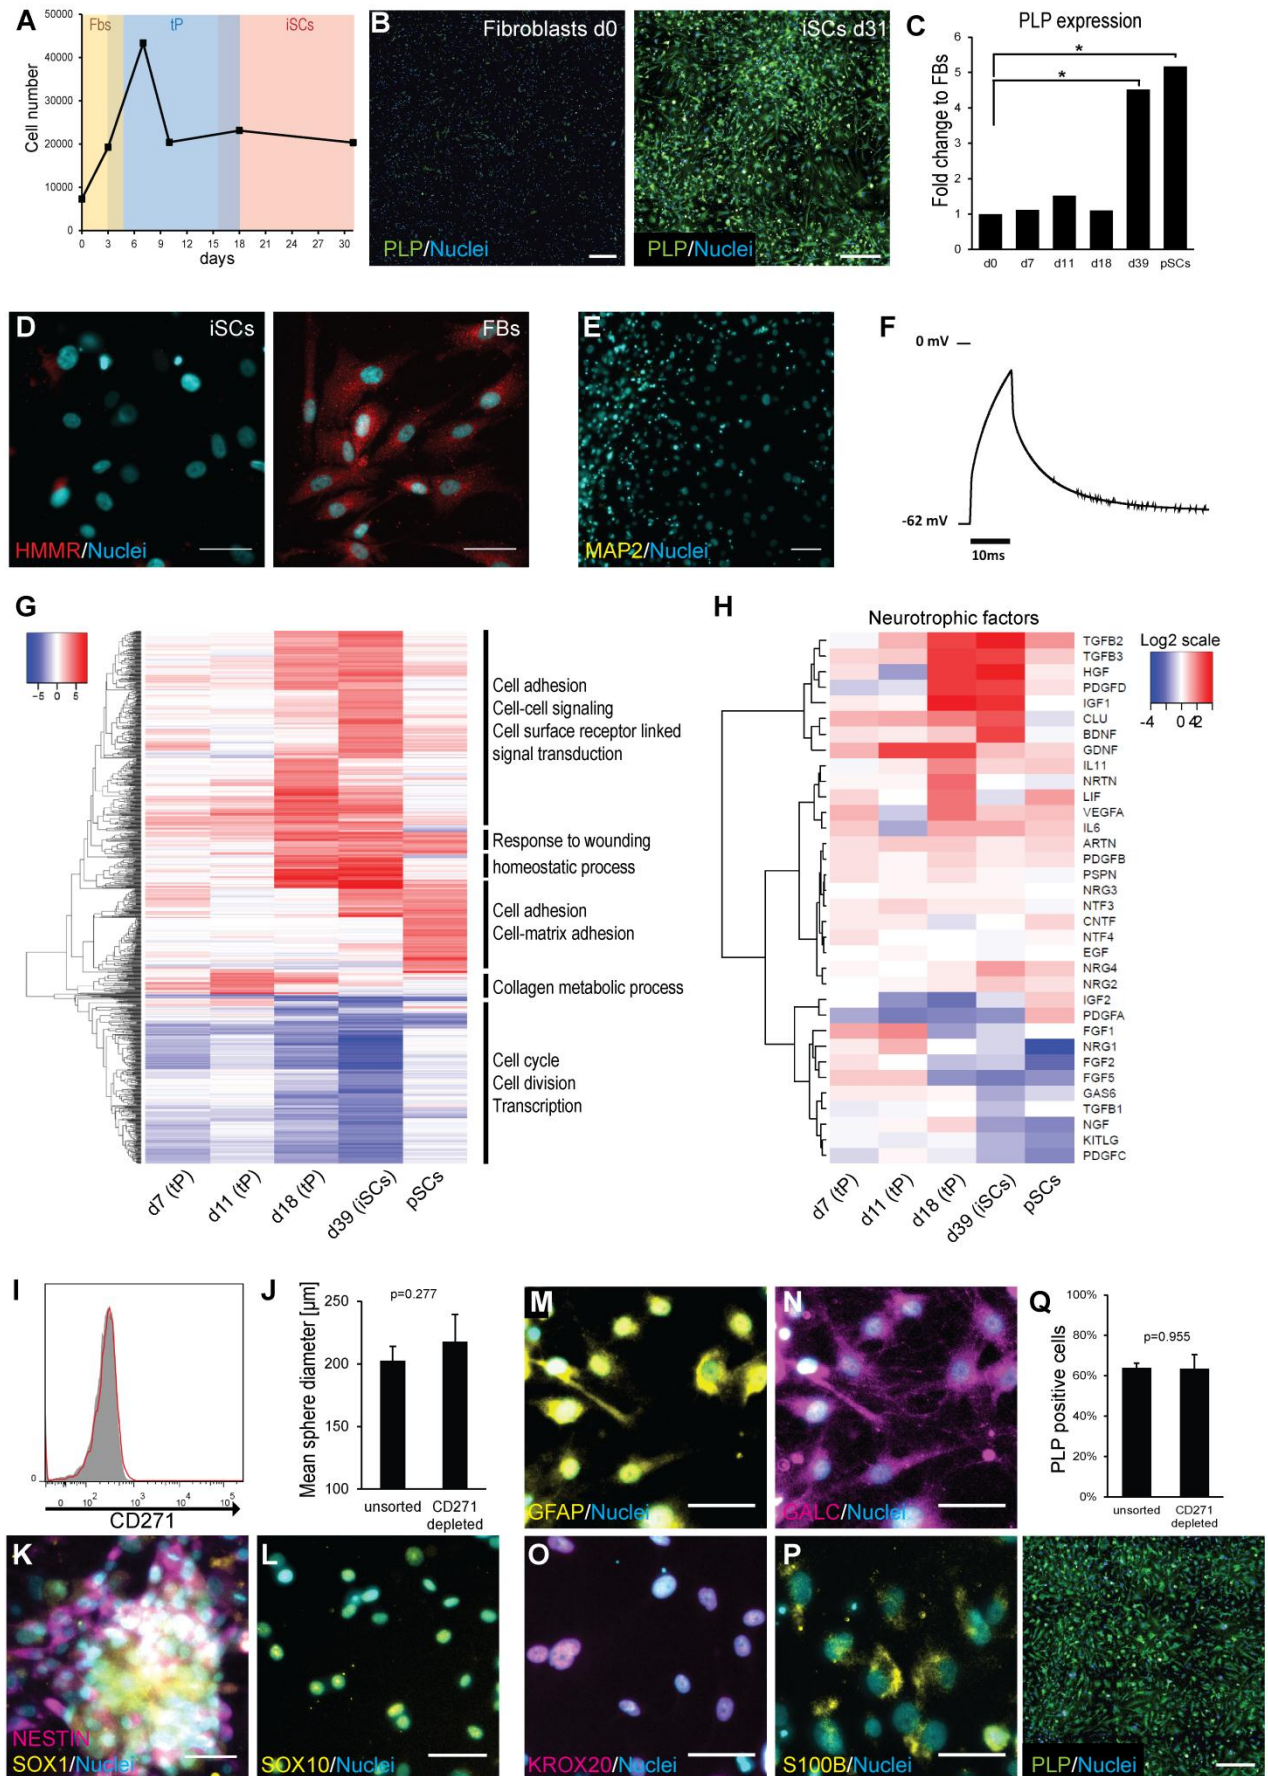 A
Fbs
tP
iSCs
Cell number
50000
40000
30000
20000
10000
0
0 3 6 9 12 15 18 21 24 27 30
days
B
Fibroblasts d0
PLP/Nuclei
iSCs d31
PLP/Nuclei
C
PLP expression
Fold change to FBs
6
5
4
3
2
1
0
*
*
d0 d7 d11 d18 d39 pSCs
D
iSCs
HMMR/Nuclei
FBs
E
MAP2/Nuclei
F
0 mV
-62 mV
10ms
G
-5 0 5
Cell adhesion
Cell-cell signaling
Cell surface receptor linked
signal transduction
Response to wounding
homeostatic process
Cell adhesion
Cell-matrix adhesion
Collagen metabolic process
Cell cycle
Cell division
Transcription
d7 (tP)
d11 (tP)
d18 (tP)
d39 (iSCs)
pSCs
H
Neurotrophic factors
Log2 scale
-4 0 2 4
TGFB2
TGFB3
HGF
PDGFD
IGF1
CLU
BDNF
GDNF
IL11
NRTN
LIF
VEGFA
IL6
ARTN
PDGFB
PSPN
NRG3
NTF3
CNTF
NTF4
EGF
NRG4
NRG2
IGF2
PDGFA
FGF1
NRG1
FGF2
FGF5
GAS6
TGFB1
NGF
KITLG
PDGFC
d7 (tP)
d11 (tP)
d18 (tP)
d39 (iSCs)
pSCs
I
0
0 10² 10³ 10⁴ 10⁵
CD271
J
Mean sphere diameter [µm]
250
200
150
100
p=0.277
unsorted
CD271
depleted
M
GFAP/Nuclei
N
GALC/Nuclei
Q
PLP positive cells
100%
80%
60%
40%
20%
0%
p=0.955
unsorted
CD271
depleted
K
NESTIN
SOX1/Nuclei
L
SOX10/Nuclei
O
KROX20/Nuclei
P
S100B/Nuclei
PLP/Nuclei